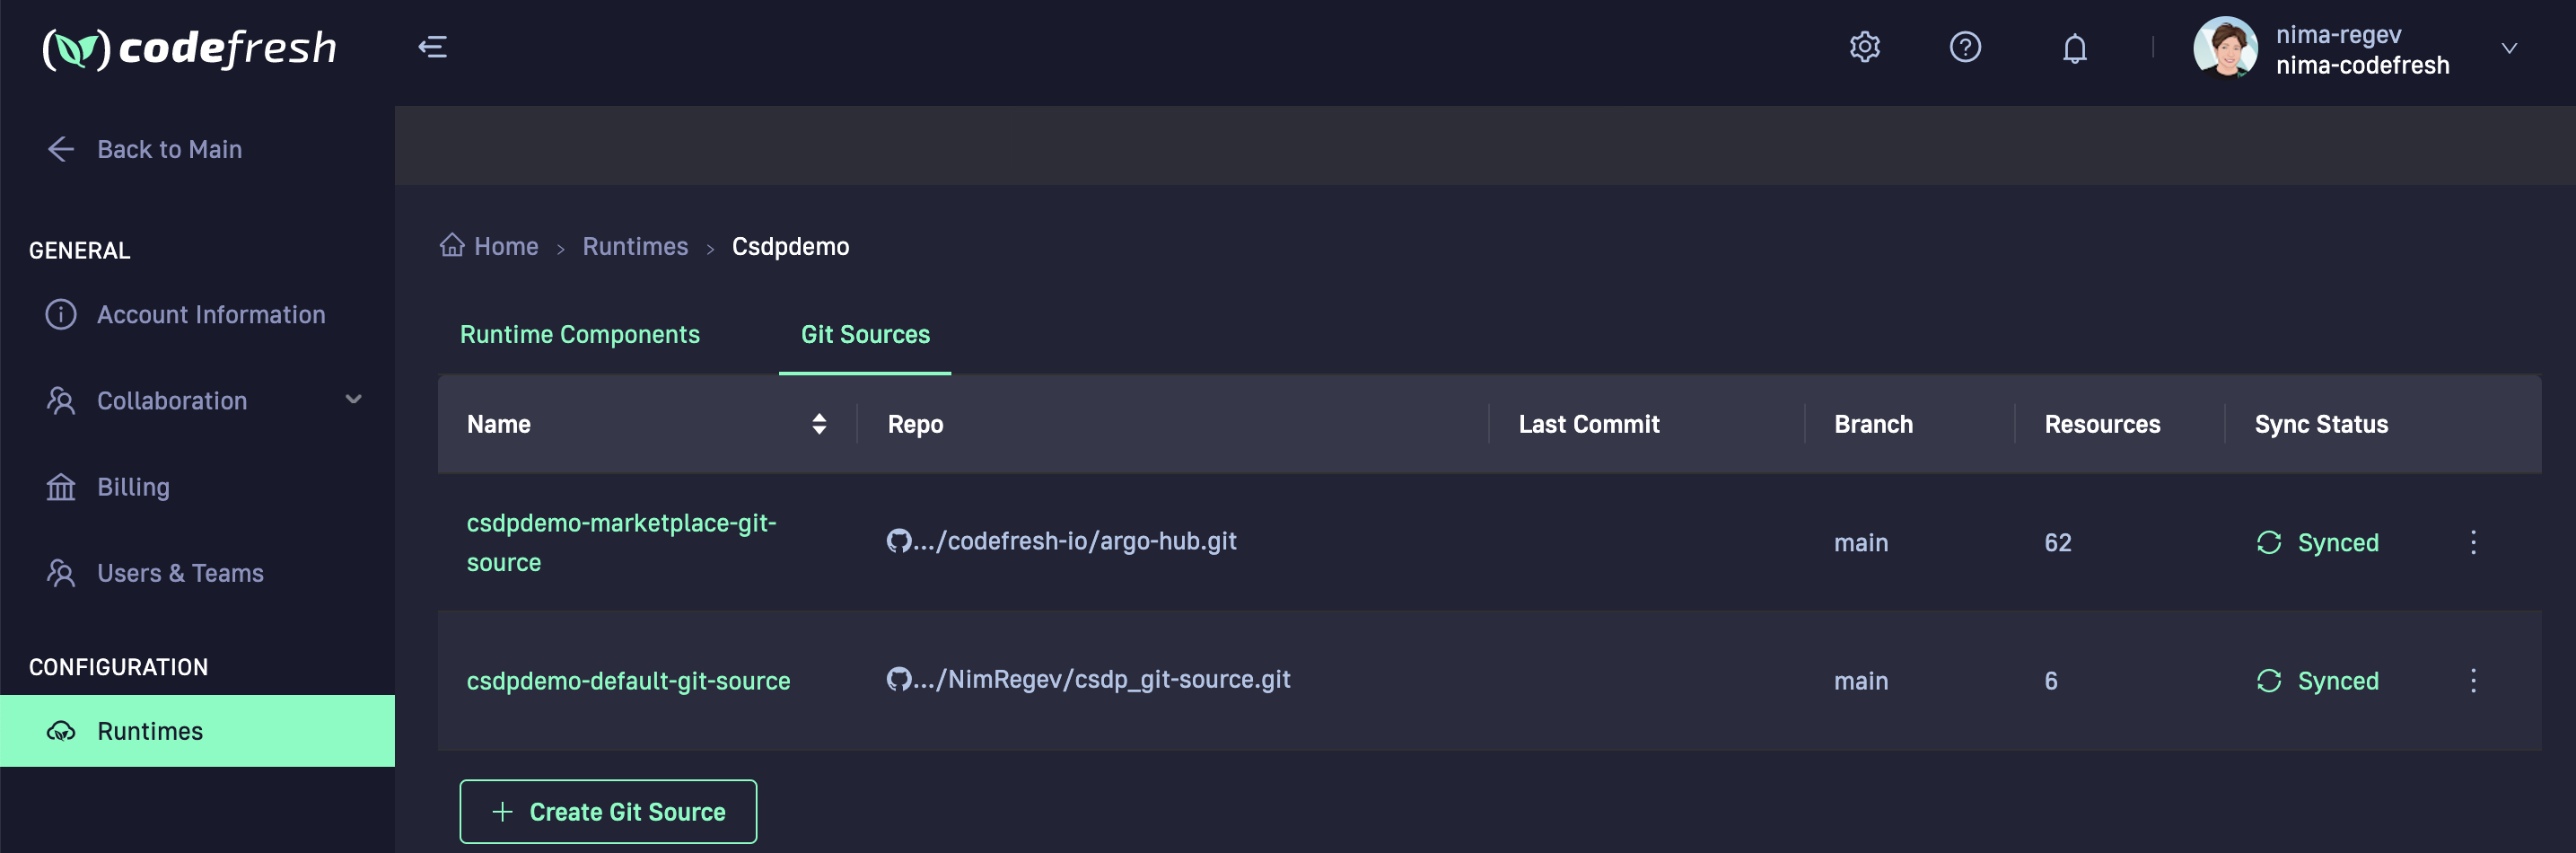 codefresh
nima-regev
nima-codefresh
Back to Main
GENERAL
Account Information
Collaboration
Billing
Users & Teams
CONFIGURATION
Runtimes
Home > Runtimes > Csdpdemo
Runtime Components Git Sources
Name Repo Last Commit Branch Resources Sync Status
csdpdemo-marketplace-git-
source
.../codefresh-io/argo-hub.git main 62 Synced
csdpdemo-default-git-source .../NimRegev/csdp_git-source.git main 6 Synced
+ Create Git Source